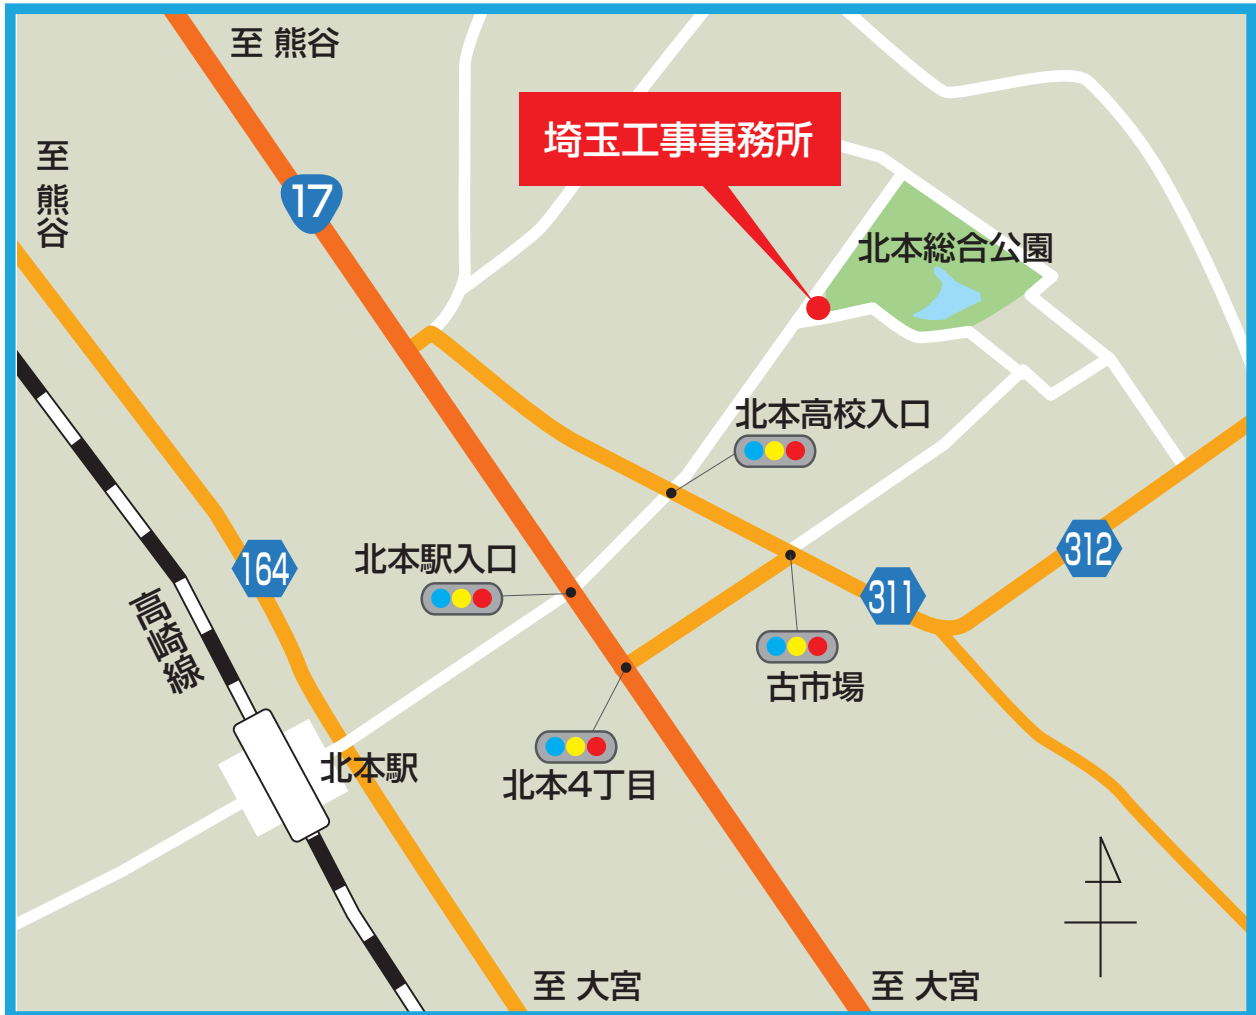 至 熊谷
埼玉工事事務所
至 熊谷
17
北本総合公園
北本高校入口
北本駅入口
312
164
311
高崎線
古市場
北本駅
北本4丁目
至 大宮
至 大宮